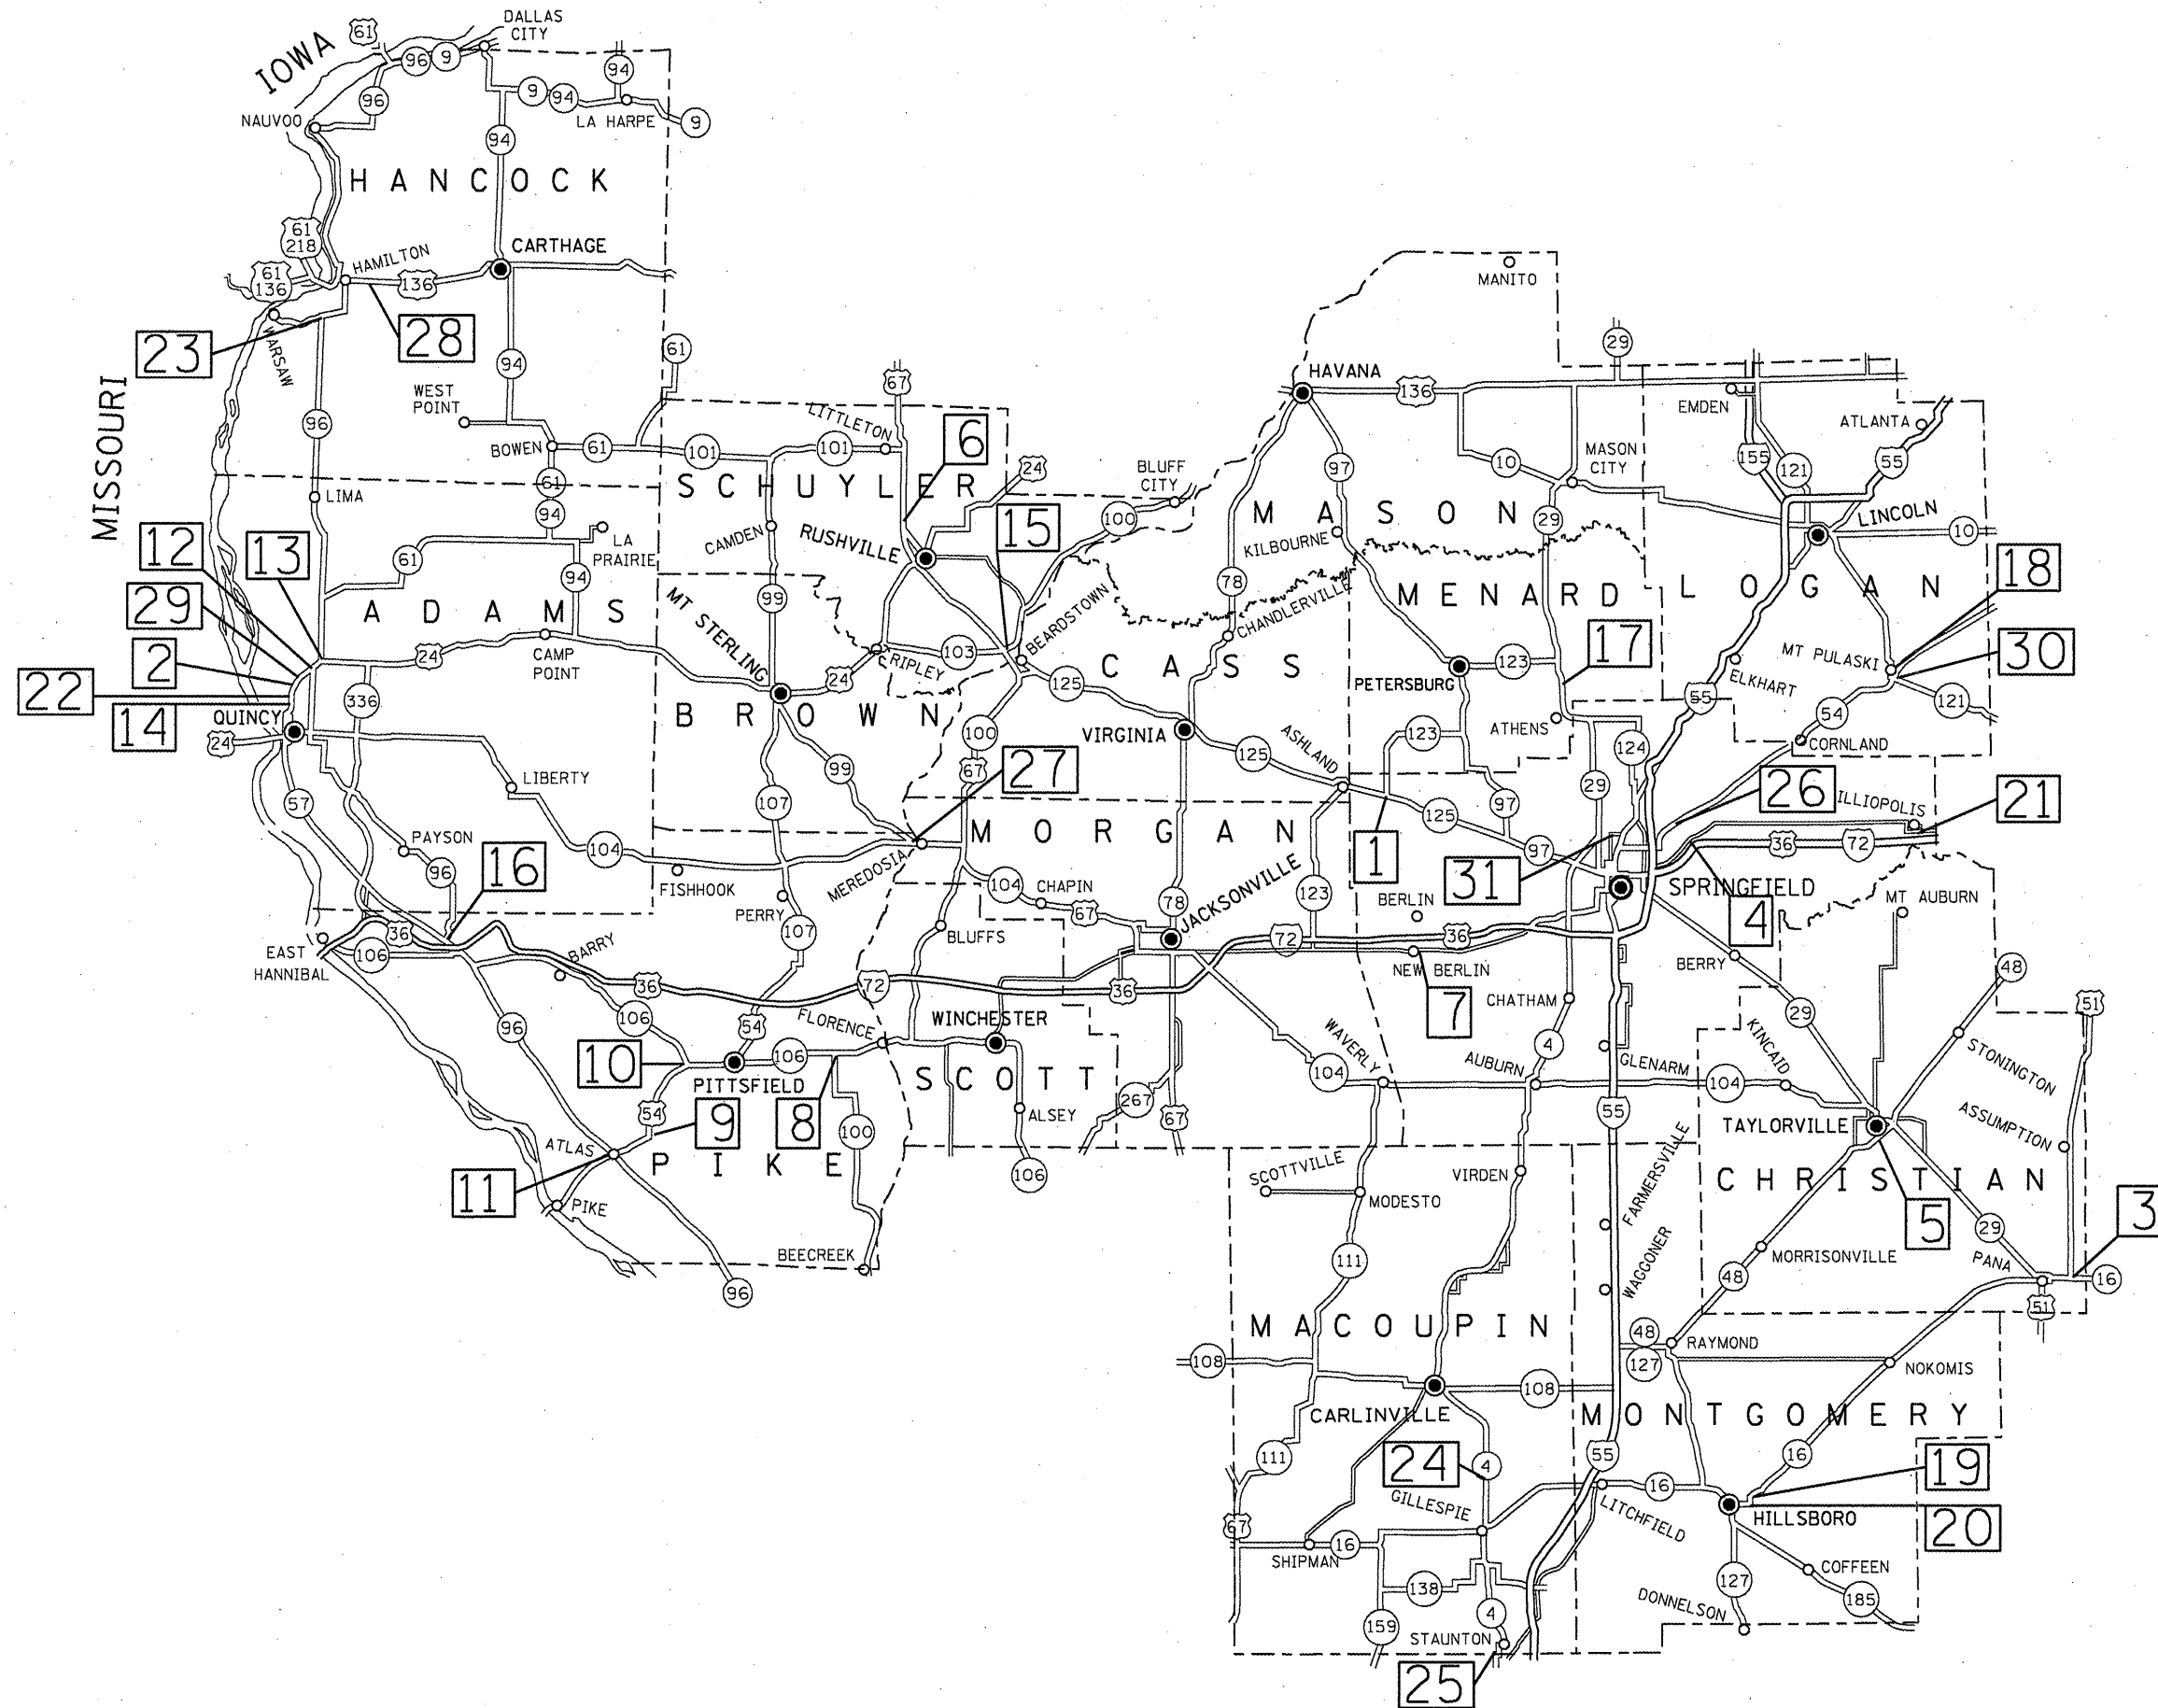 DALLAS
CITY
61
IOWA
96
9
94
96
9
94
NAUVOO
LA HARPE
9
94
HANCOCK
61
218
CARTHAGE
HAMILTON
61
136
136
MANITO
23
WARSAW
28
29
61
94
HAVANA
MISSOURI
67
136
EMDEN
WEST
POINT
LITTLETON
6
ATLANTA
96
MASON
CITY
BOWEN
61
101
101
97
10
155
121
55
24
BLUFF
CITY
61
SCHUYLER
LIMA
94
100
MASON
29
LINCOLN
12
13
LA
PRAIRIE
CAMDEN
RUSHVILLE
15
KILBOURNE
10
61
94
99
78
18
29
ADAMS
MT STERLING
BEARDSTOWN
CHANDLERVILLE
MENARD
LOGAN
2
24
CAMP
POINT
103
RIPLEY
CASS
123
17
MT PULASKI
30
22
336
24
125
PETERSBURG
ELKHART
55
14
QUINCY
BROWN
ATHENS
54
121
24
100
VIRGINIA
123
124
CORNLAND
LIBERTY
99
67
27
125
ASHLAND
29
26
57
107
97
ILLIOPOLIS
21
PAYSON
104
MORGAN
125
1
97
36
72
96
16
FISHHOOK
MEREDOSIA
104
CHAPIN
31
SPRINGFIELD
PERRY
67
78
JACKSONVILLE
123
BERLIN
4
MT
AUBURN
EAST
HANNIBAL
36
106
107
BLUFFS
72
36
BARRY
NEW BERLIN
BERRY
48
36
72
36
7
CHATHAM
51
96
106
54
FLORENCE
WINCHESTER
29
10
106
WAVERLY
4
GLENARM
KINCAID
STONINGTON
PITTSFIELD
SCOTT
104
AUBURN
104
54
9
8
100
267
67
ALSEY
55
TAYLORVILLE
ASSUMPTION
ATLAS
PIKE
106
SCOTTVILLE
VIRDEN
FARMERSVILLE
CHRISTIAN
11
PIKE
MODESTO
5
3
29
BEECREEK
111
WAGGONER
MORRISONVILLE
PANA
16
96
48
51
MACOUPIN
48
127
RAYMOND
108
NOKOMIS
108
CARLINVILLE
MONTGOMERY
111
24
4
55
16
19
GILLESPIE
16
LITCHFIELD
HILLSBORO
20
67
SHIPMAN
16
COFFEEN
138
127
185
159
4
DONNELSON
STAUNTON
25